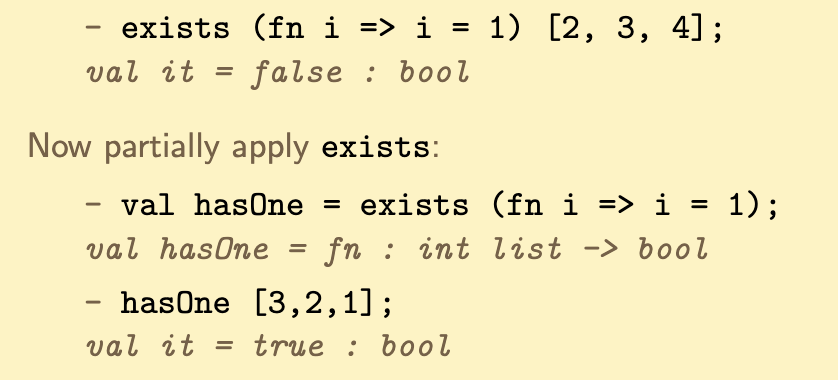 - exists (fn i => i = 1) [2, 3, 4];
val it = false : bool
Now partially apply exists:
- val hasOne = exists (fn i => i = 1);
val hasOne = fn : int list -> bool
- hasOne [3,2,1];
val it = true : bool